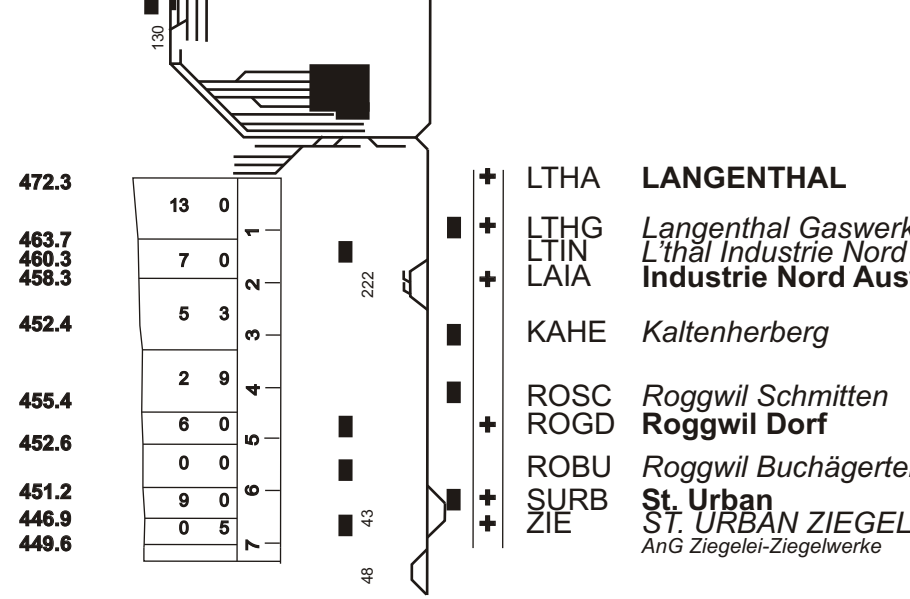 130
472.3
13 0
1
+ LTHA LANGENTHAL
463.7
+ LTHG Langenthal Gaswerk
460.3
7 0
LTIN L'thal Industrie Nord
458.3
2
222
+ LAIA Industrie Nord Aus
452.4
5 3
3
KAHE Kaltenherberg
2 9
4
455.4
ROSC Roggwil Schmitten
6 0
+ ROGD Roggwil Dorf
452.6
5
0 0
ROBU Roggwil Buchägerte
451.2
9 0
6
+ SURB St. Urban
446.9
0 5
43
+ ZIE ST. URBAN ZIEGEL
449.6
7
AnG Ziegelei-Ziegelwerke
48